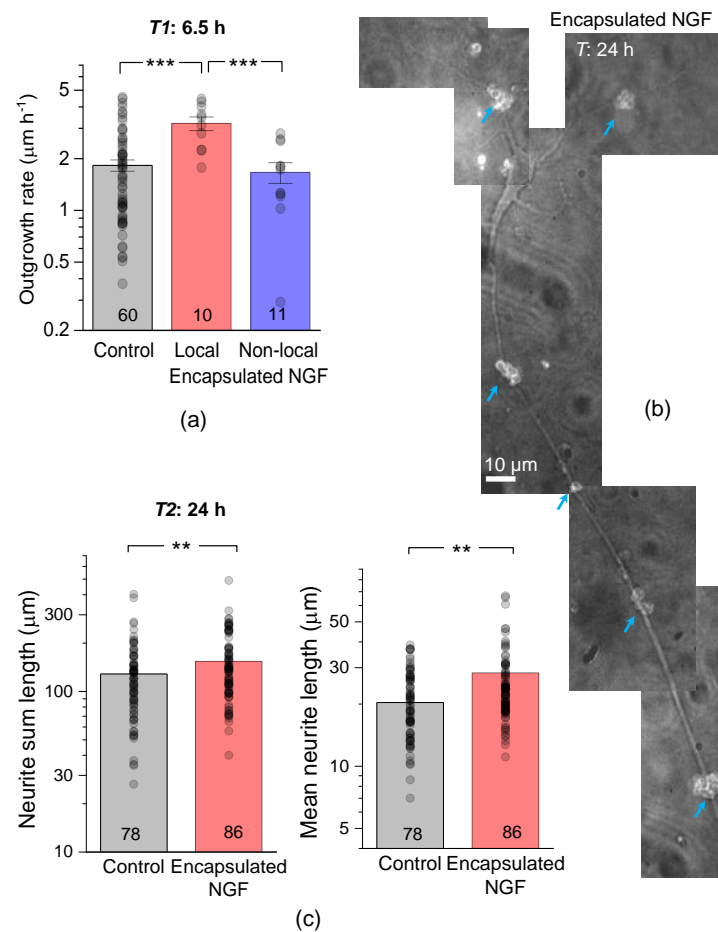 T1: 6.5 h
*** ***
Outgrowth rate (μm h⁻¹)
5
2
1
0.5
0.2
60 10 11
Control Local Non-local
Encapsulated NGF
(a)
Encapsulated NGF
T: 24 h
10 μm
(b)
T2: 24 h
**
Neurite sum length (μm)
300
100
30
10
78 86
Control Encapsulated
NGF
**
Mean neurite length (μm)
50
30
10
5
78 86
Control Encapsulated
NGF
(c)